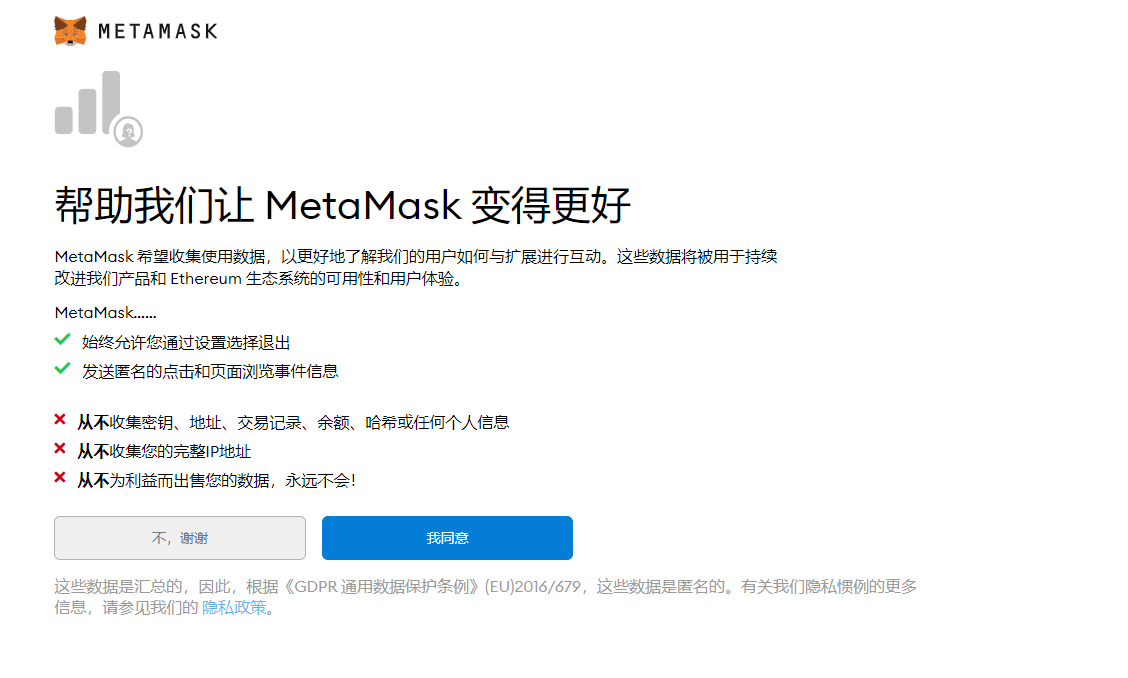 METAMASK
帮助我们让 MetaMask 变得更好
MetaMask 希望收集使用数据，以更好地了解我们的用户如何与扩展进行互动。这些数据将被用于持续
改进我们产品和 Ethereum 生态系统的可用性和用户体验。
MetaMask......
始终允许您通过设置选择退出
发送匿名的点击和页面浏览事件信息
从不收集密钥、地址、交易记录、余额、哈希或任何个人信息
从不收集您的完整IP地址
从不为利益而出售您的数据，永远不会！
不，谢谢
我同意
这些数据是汇总的，因此，根据《GDPR 通用数据保护条例》(EU)2016/679，这些数据是匿名的。有关我们隐私惯例的更多
信息，请参见我们的 隐私政策。